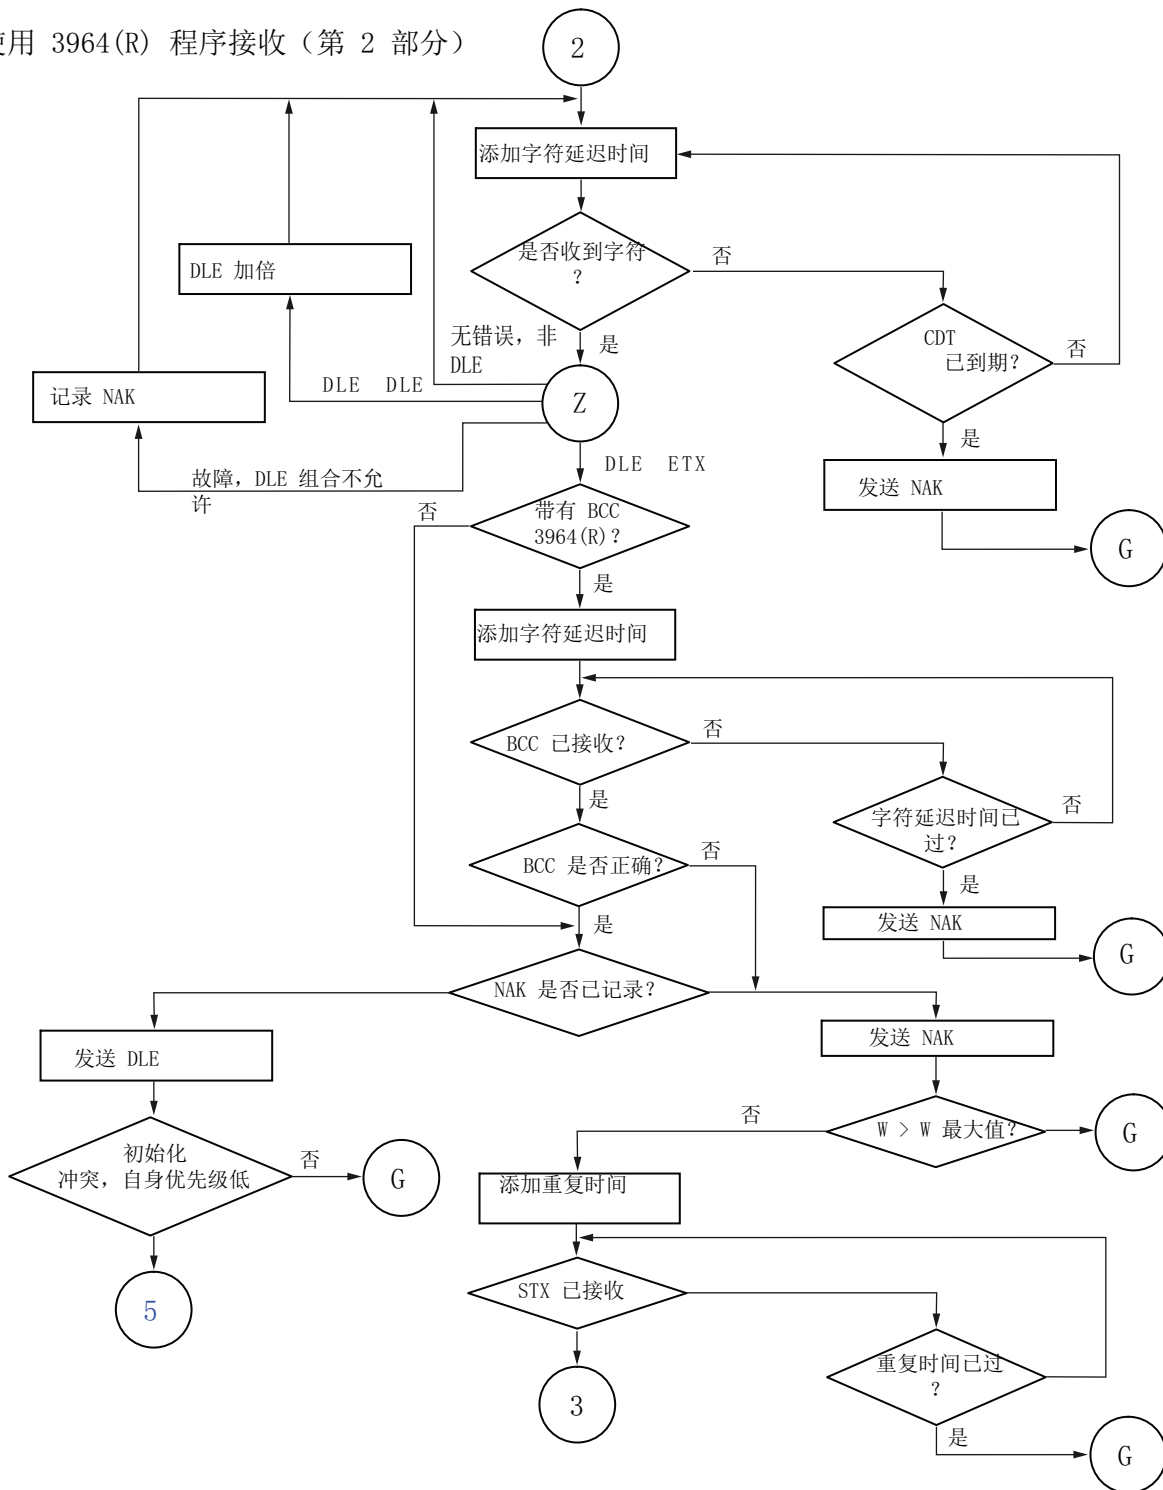 使用 3964(R) 程序接收（第 2 部分）
2
添加字符延迟时间
是否收到字符
?
否
DLE 加倍
CDT
已到期?
否
无错误，非
DLE
是
DLE DLE
Z
记录 NAK
是
DLE ETX
发送 NAK
故障，DLE 组合不允
许
否
带有 BCC
3964(R)?
G
是
添加字符延迟时间
BCC 已接收?
否
是
字符延迟时间已
过?
否
BCC 是否正确?
否
是
是
发送 NAK
G
NAK 是否已记录?
发送 DLE
发送 NAK
否
W > W 最大值?
G
初始化
冲突，自身优先级低
否
G
添加重复时间
STX 已接收
5
重复时间已过
?
3
是
G